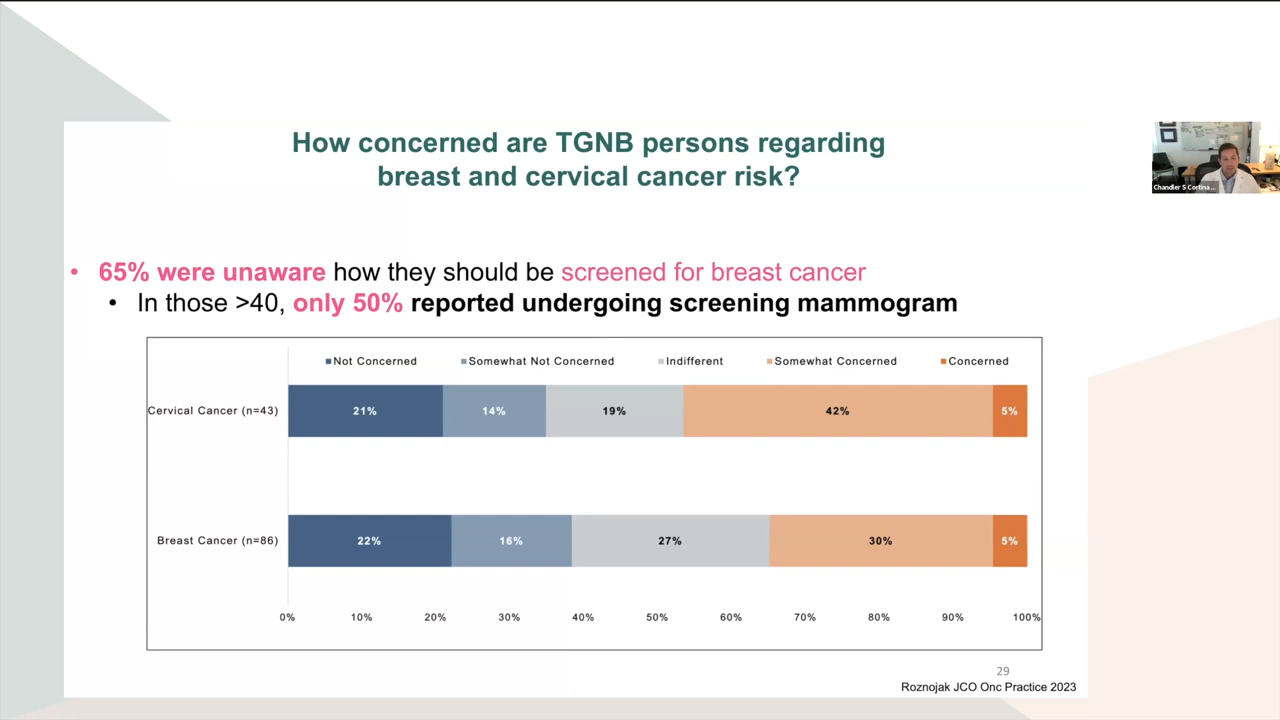 How concerned are TGNB persons regarding
breast and cervical cancer risk?
Chandler S Cortina ...
• 65% were unaware how they should be screened for breast cancer
• In those >40, only 50% reported undergoing screening mammogram
Not Concerned Somewhat Not Concerned Indifferent Somewhat Concerned Concerned
Cervical Cancer (n=43) 21% 14% 19% 42% 5%
Breast Cancer (n=86) 22% 16% 27% 30% 5%
0% 10% 20% 30% 40% 50% 60% 70% 80% 90% 100%
29
Roznojak JCO Onc Practice 2023